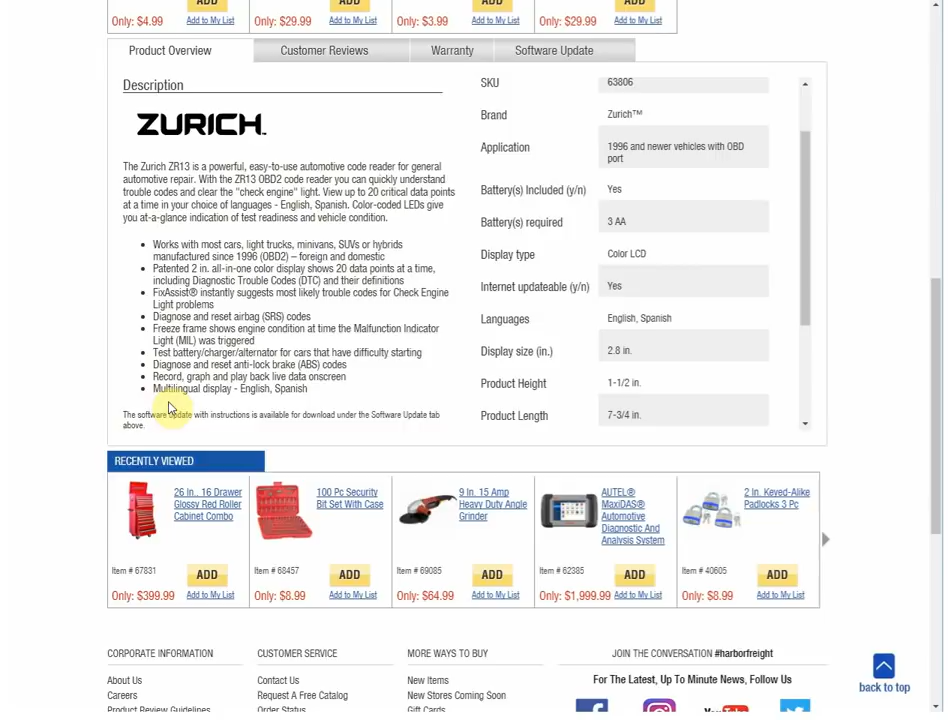 ADD ADD ADD ADD
Only: $4.99 Add to My List Only: $29.99 Add to My List Only: $3.99 Add to My List Only: $29.99 Add to My List
Product Overview Customer Reviews Warranty Software Update
Description
ZURICH™
The Zurich ZR13 is a powerful, easy-to-use automotive code reader for general
automotive repair. With the ZR13 OBD2 code reader you can quickly understand
trouble codes and clear the "check engine" light. View up to 20 critical data points
at a time in your choice of languages - English, Spanish. Color-coded LEDs give
you at-a-glance indication of test readiness and vehicle condition.
• Works with most cars, light trucks, minivans, SUVs or hybrids
manufactured since 1996 (OBD2) – foreign and domestic
• Patented 2 in. all-in-one color display shows 20 data points at a time,
including Diagnostic Trouble Codes (DTC) and their definitions
• FixAssist® instantly suggests most likely trouble codes for Check Engine
Light problems
• Diagnose and reset airbag (SRS) codes
• Freeze frame shows engine condition at time the Malfunction Indicator
Light (MIL) was triggered
• Test battery/charger/alternator for cars that have difficulty starting
• Diagnose and reset anti-lock brake (ABS) codes
• Record, graph and play back live data onscreen
• Multilingual display - English, Spanish
The software update with instructions is available for download under the Software Update tab
above.
SKU 63806
Brand Zurich™
Application 1996 and newer vehicles with OBD
port
Battery(s) Included (y/n) Yes
Battery(s) required 3 AA
Display type Color LCD
Internet updateable (y/n) Yes
Languages English, Spanish
Display size (in.) 2.8 in.
Product Height 1-1/2 in.
Product Length 7-3/4 in.
RECENTLY VIEWED
26 In., 16 Drawer
Glossy Red Roller
Cabinet Combo
Item # 67831
ADD
Only: $399.99 Add to My List
100 Pc Security
Bit Set With Case
Item # 68457
ADD
Only: $8.99 Add to My List
9 In. 15 Amp
Heavy Duty Angle
Grinder
Item # 69085
ADD
Only: $64.99 Add to My List
AUTEL®
MaxiDAS®
Automotive
Diagnostic And
Analysis System
Item # 62385
ADD
Only: $1,999.99 Add to My List
2 In. Keyed-Alike
Padlocks 3 Pc
Item # 40605
ADD
Only: $8.99 Add to My List
CORPORATE INFORMATION CUSTOMER SERVICE MORE WAYS TO BUY JOIN THE CONVERSATION #harborfreight
About Us Contact Us New Items For The Latest, Up To Minute News, Follow Us
Careers Request A Free Catalog New Stores Coming Soon
Product Review Guidelines Order Status Gift Cards
You Tube
back to top